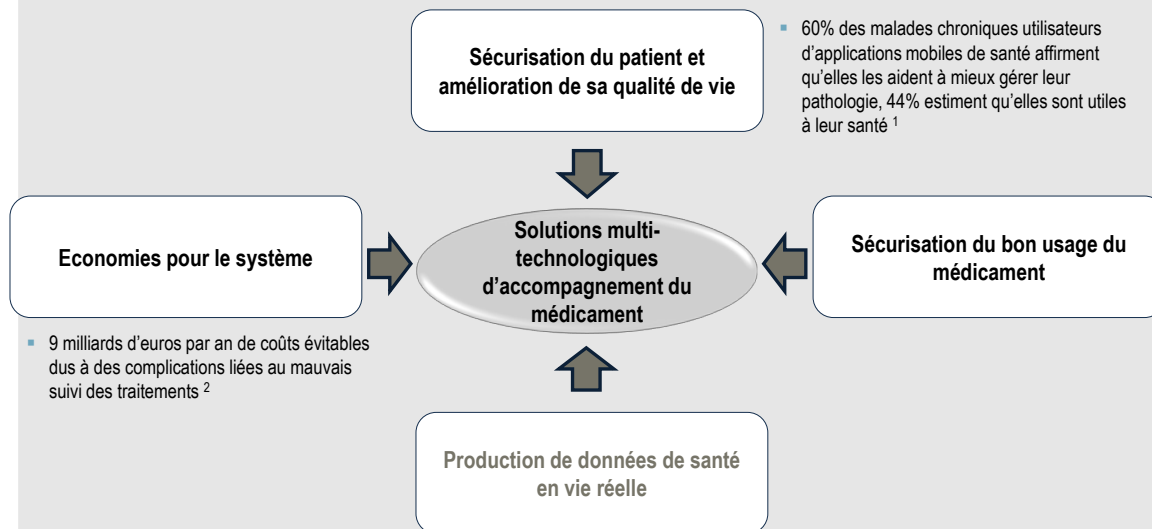 Sécurisation du patient et
amélioration de sa qualité de vie
▪ 60% des malades chroniques utilisateurs
d’applications mobiles de santé affirment
qu’elles les aident à mieux gérer leur
pathologie, 44% estiment qu’elles sont utiles
à leur santé ¹
Economies pour le système
Solutions multi-
technologiques
d’accompagnement du
médicament
Sécurisation du bon usage du
médicament
▪ 9 milliards d’euros par an de coûts évitables
dus à des complications liées au mauvais
suivi des traitements ²
Production de données de santé
en vie réelle